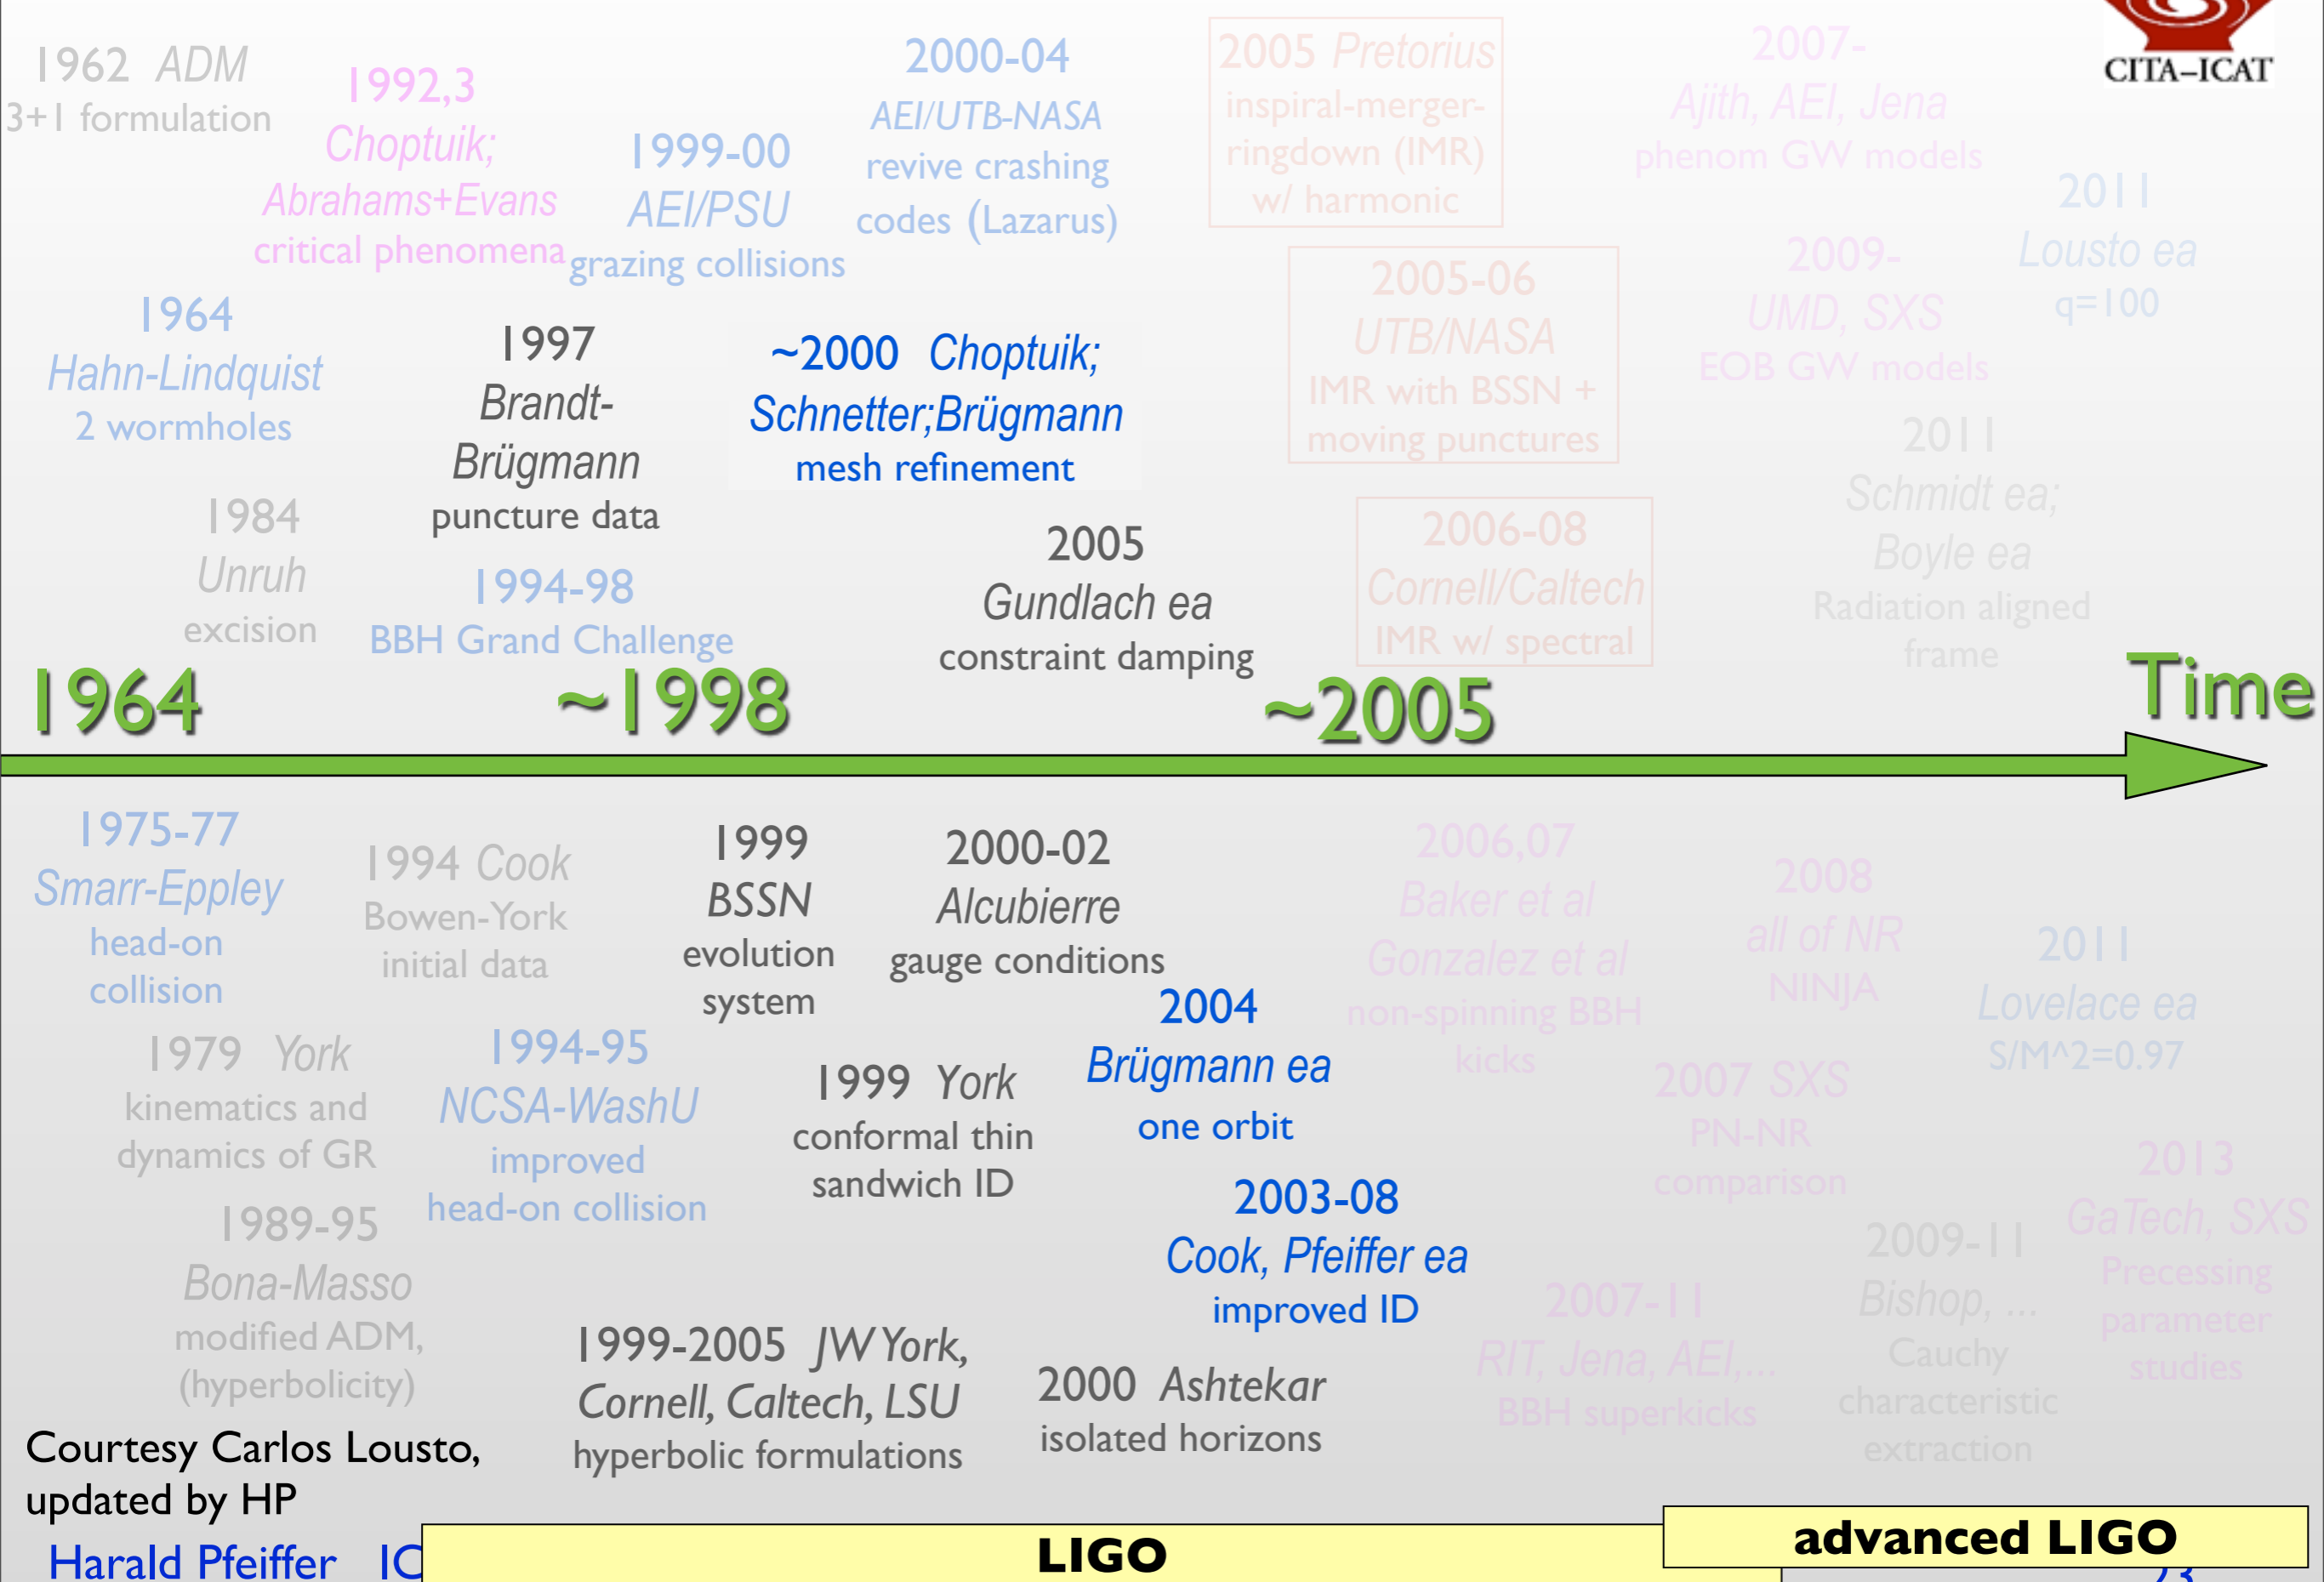 CITA–ICAT
1962 ADM
3+1 formulation
1992,3
Choptuik;
Abrahams+Evans
critical phenomena
1999-00
AEI/PSU
grazing collisions
2000-04
AEI/UTB-NASA
revive crashing
codes (Lazarus)
2005 Pretorius
inspiral-merger-
ringdown (IMR)
w/ harmonic
2007-
Ajith, AEI, Jena
phenom GW models
2011
Lousto ea
q=100
1964
Hahn-Lindquist
2 wormholes
1997
Brandt-
Brügmann
puncture data
~2000 Choptuik;
Schnetter;Brügmann
mesh refinement
2005-06
UTB/NASA
IMR with BSSN +
moving punctures
2009-
UMD, SXS
EOB GW models
2011
Schmidt ea;
Boyle ea
Radiation aligned
frame
1984
Unruh
excision
1994-98
BBH Grand Challenge
2005
Gundlach ea
constraint damping
2006-08
Cornell/Caltech
IMR w/ spectral
1964
~1998
~2005
Time
1975-77
Smarr-Eppley
head-on
collision
1994 Cook
Bowen-York
initial data
1999
BSSN
evolution
system
2000-02
Alcubierre
gauge conditions
2006,07
Baker et al
Gonzalez et al
non-spinning BBH
kicks
2008
all of NR
NINJA
2011
Lovelace ea
S/M^2=0.97
1979 York
kinematics and
dynamics of GR
1994-95
NCSA-WashU
improved
head-on collision
1999 York
conformal thin
sandwich ID
2004
Brügmann ea
one orbit
2007 SXS
PN-NR
comparison
2013
GaTech, SXS
Precessing
parameter
studies
1989-95
Bona-Masso
modified ADM,
(hyperbolicity)
2003-08
Cook, Pfeiffer ea
improved ID
2009-11
Bishop, ...
Cauchy
characteristic
extraction
1999-2005 JW York,
Cornell, Caltech, LSU
hyperbolic formulations
2000 Ashtekar
isolated horizons
2007-11
RIT, Jena, AEI,...
BBH superkicks
Courtesy Carlos Lousto,
updated by HP
Harald Pfeiffer
LIGO
advanced LIGO
23